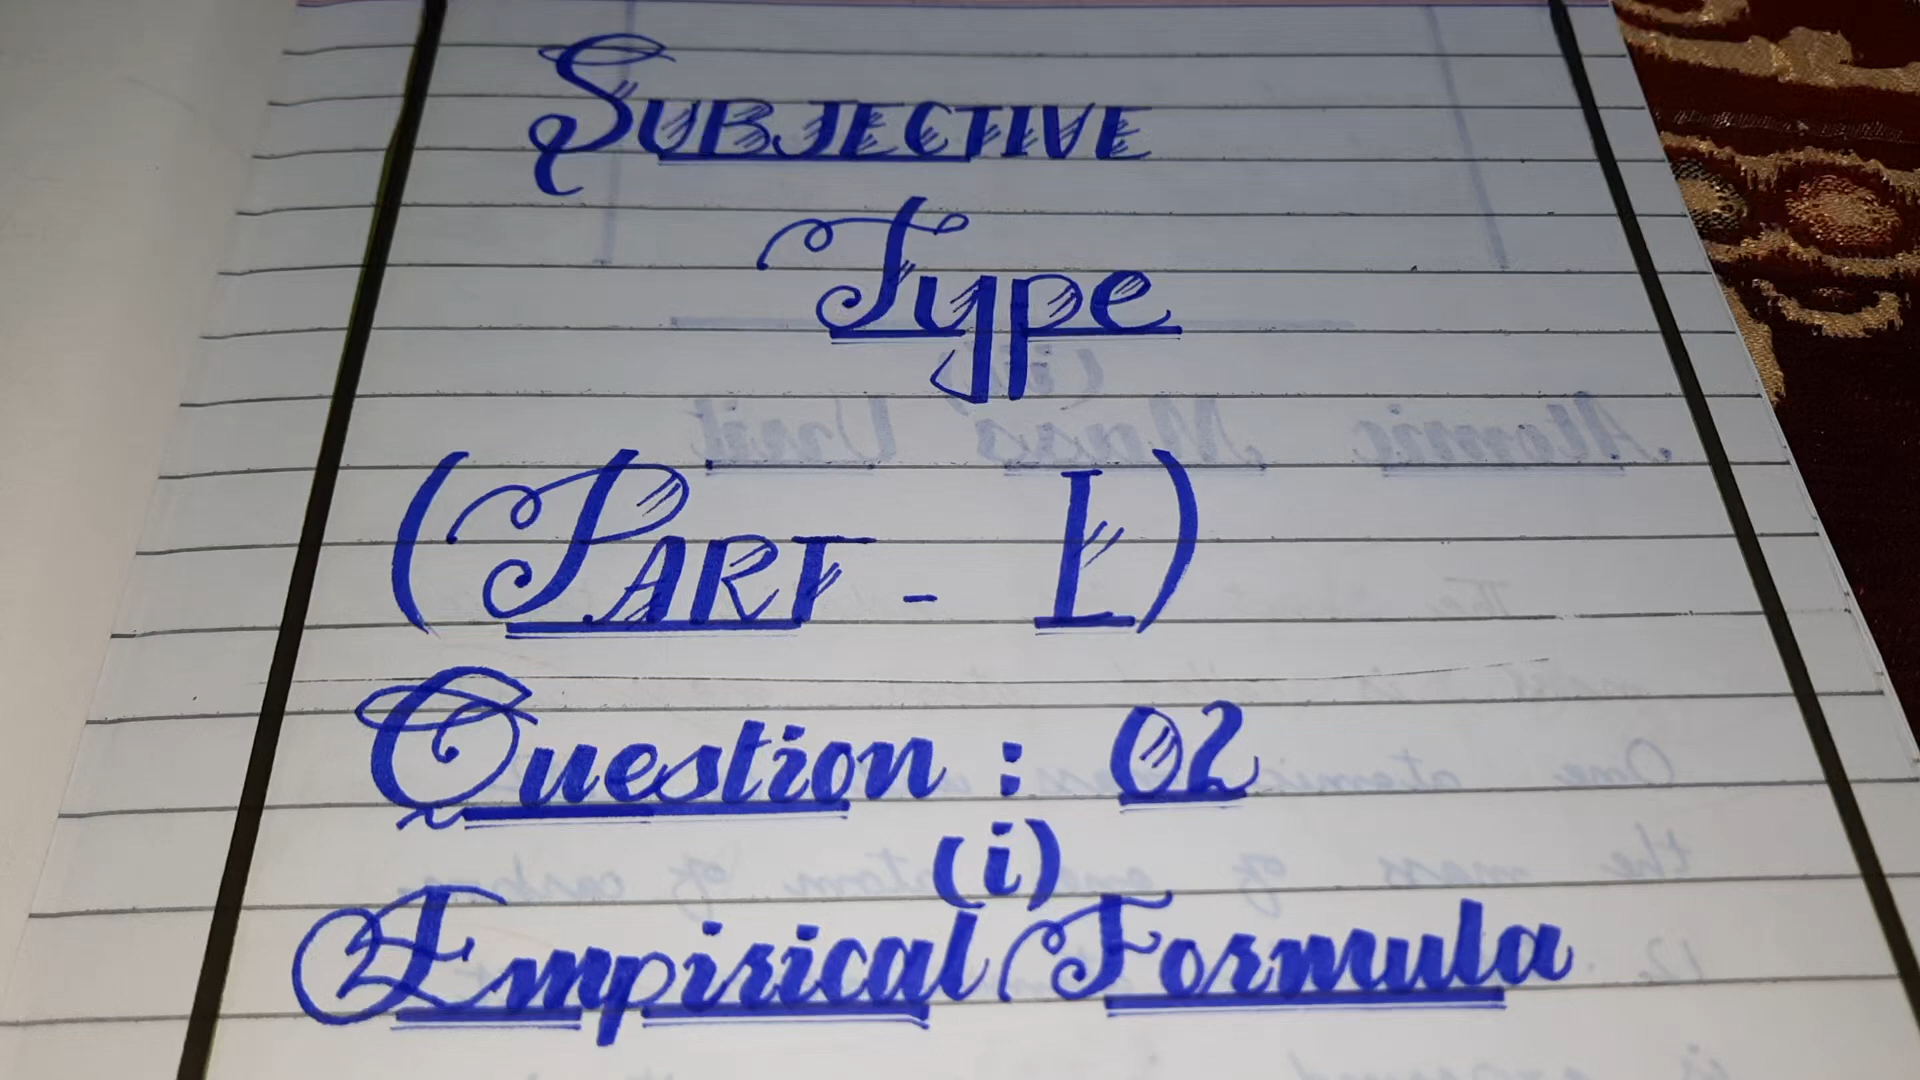 SUBJECTIVE
Type
(PART - I)
Question : 02
(i)
Empirical Formula